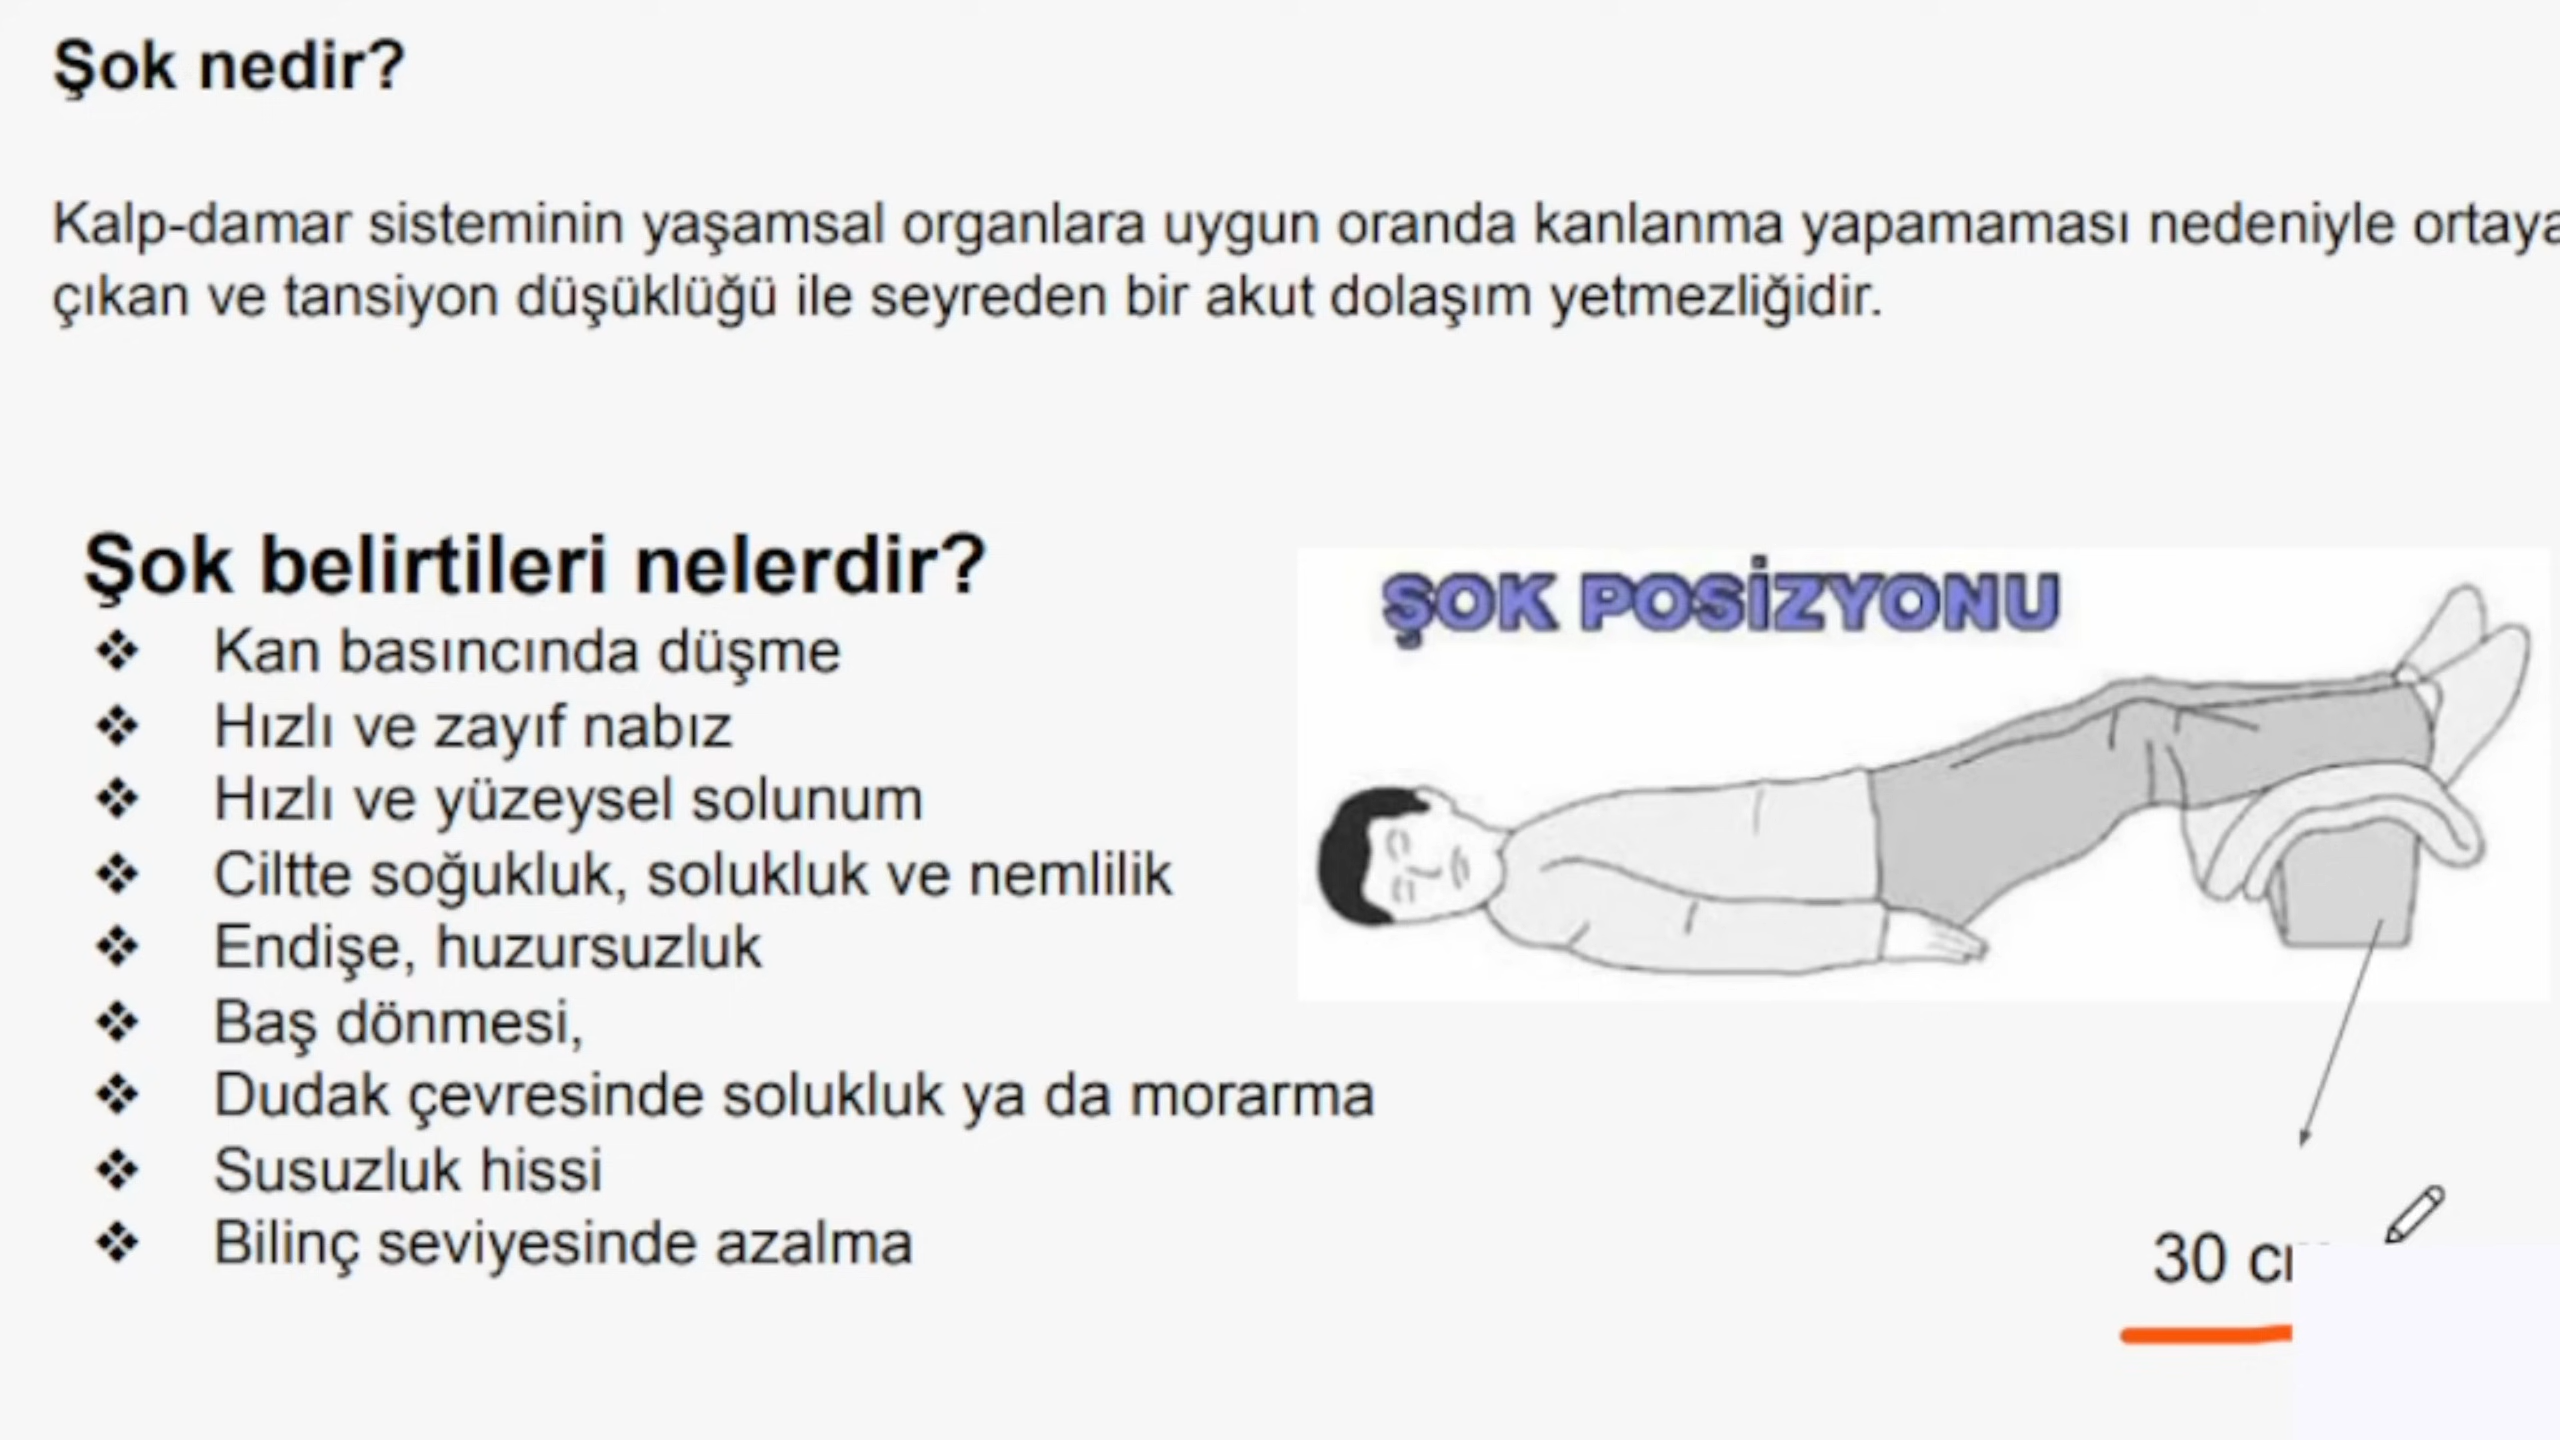 Şok nedir?
Kalp-damar sisteminin yaşamsal organlara uygun oranda kanlanma yapamaması nedeniyle ortaya
çıkan ve tansiyon düşüklüğü ile seyreden bir akut dolaşım yetmezliğidir.
Şok belirtileri nelerdir?
❖ Kan basıncında düşme
❖ Hızlı ve zayıf nabız
❖ Hızlı ve yüzeysel solunum
❖ Ciltte soğukluk, solukluk ve nemlilik
❖ Endişe, huzursuzluk
❖ Baş dönmesi,
❖ Dudak çevresinde solukluk ya da morarma
❖ Susuzluk hissi
❖ Bilinç seviyesinde azalma
ŞOK POSİZYONU
30